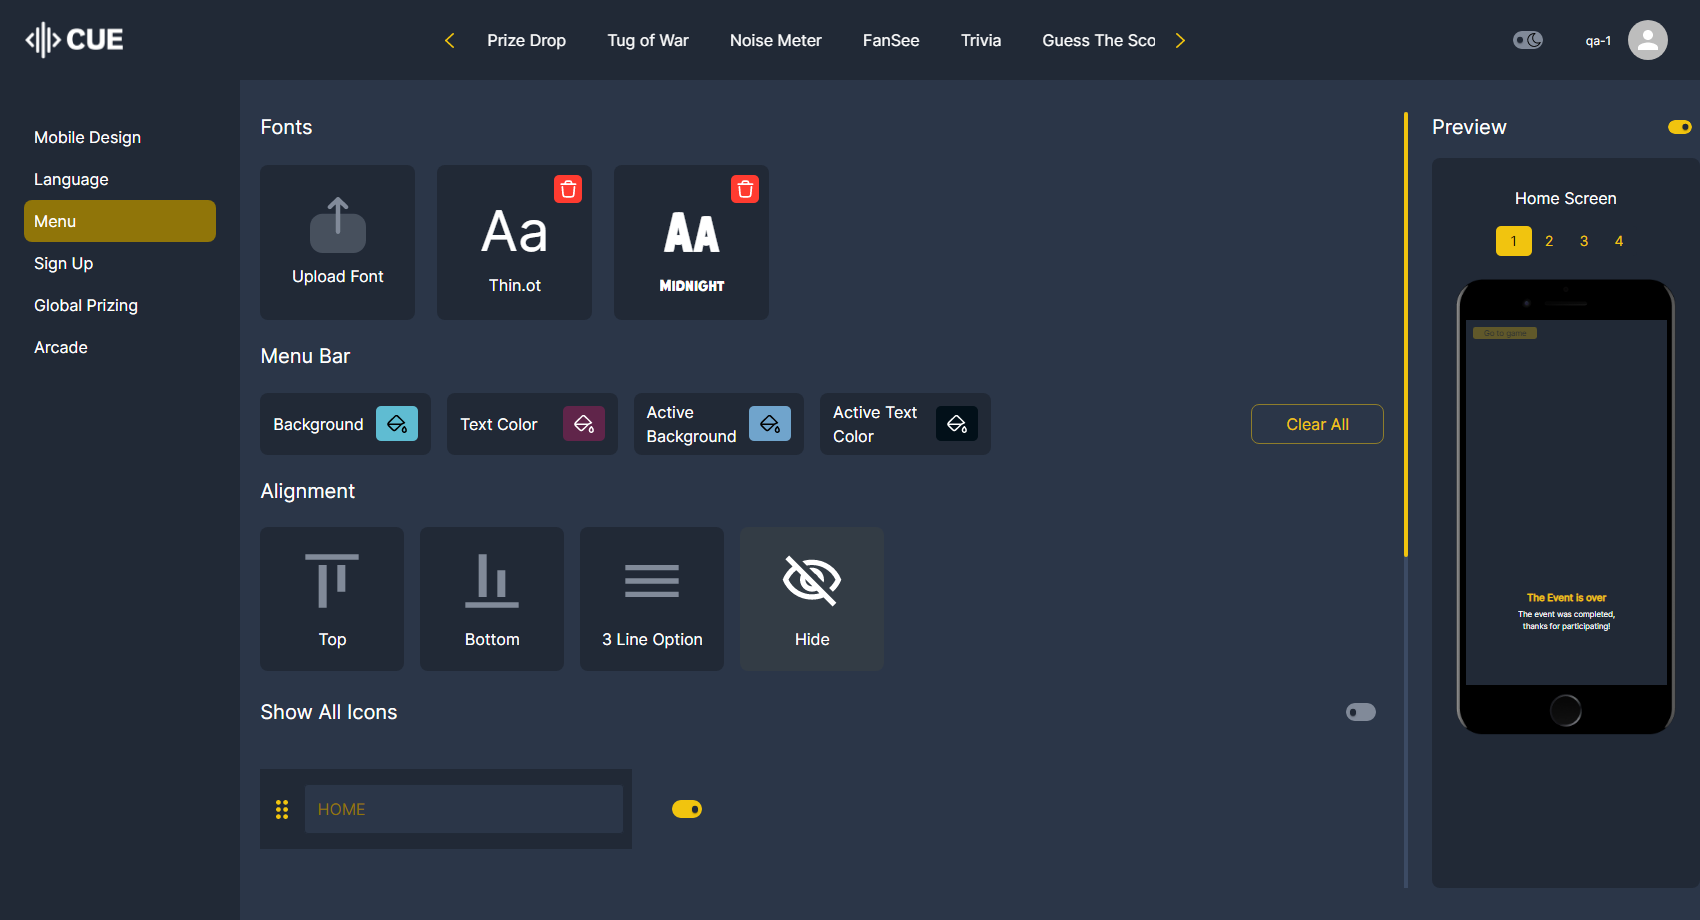 CUE
Prize Drop
Tug of War
Noise Meter
FanSee
Trivia
Guess The Sco
qa-1
Mobile Design
Language
Menu
Sign Up
Global Prizing
Arcade
Fonts
Upload Font
Aa
Thin.ot
AA
MIDNIGHT
Menu Bar
Background
Text Color
Active
Background
Active Text
Color
Clear All
Alignment
Top
Bottom
3 Line Option
Hide
Show All Icons
HOME
Preview
Home Screen
1 2 3 4
Go to game
The Event is over
The event was completed,
thanks for participating!